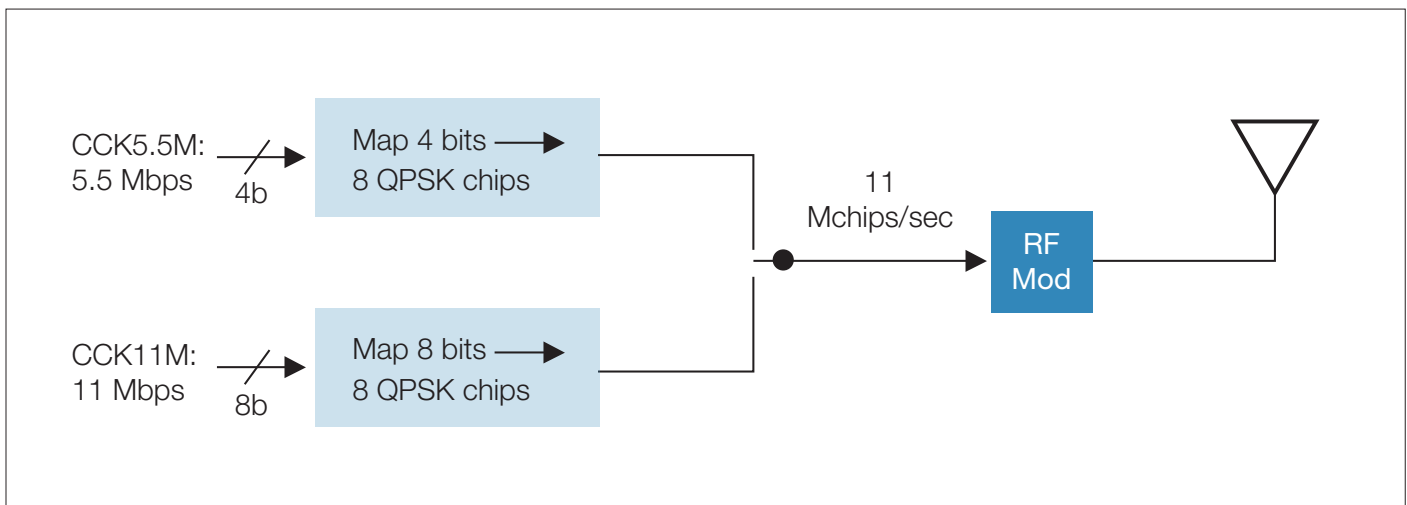 CCK5.5M:
5.5 Mbps
4b
Map 4 bits
8 QPSK chips
11
Mchips/sec
RF
Mod
CCK11M:
11 Mbps
8b
Map 8 bits
8 QPSK chips